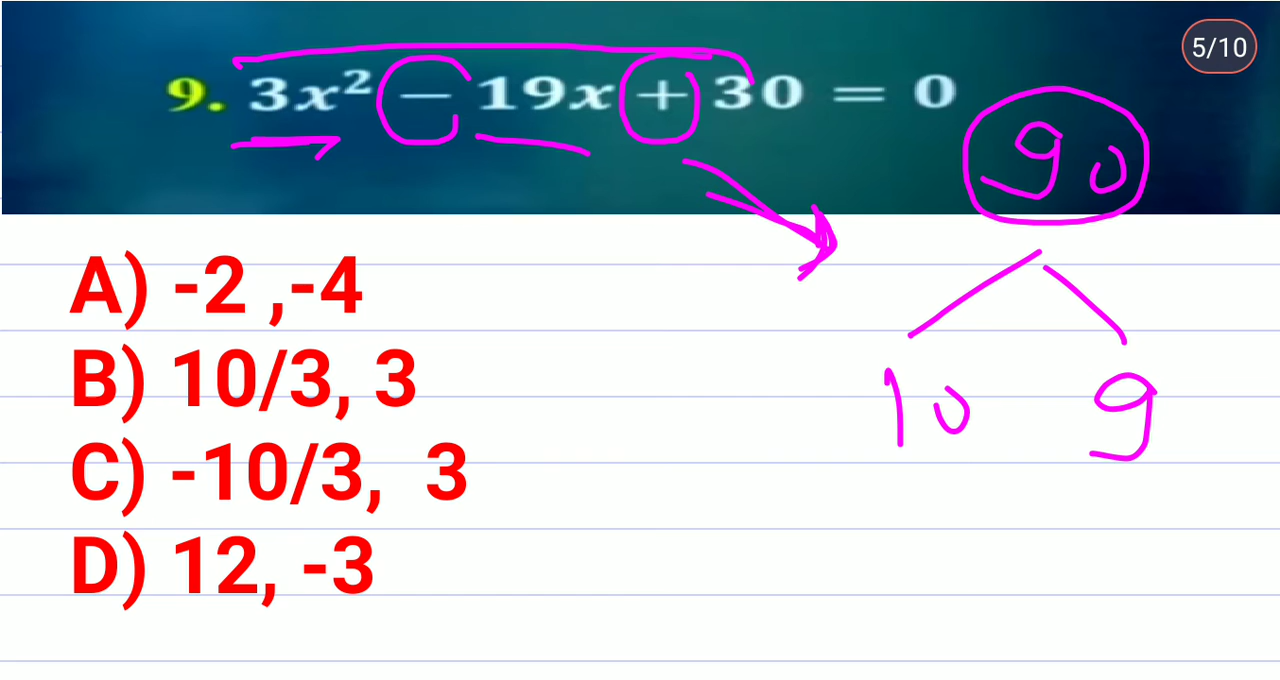 5/10
9. 3x² − 19x + 30 = 0
90
10 9
A) -2 ,-4
B) 10/3, 3
C) -10/3, 3
D) 12, -3